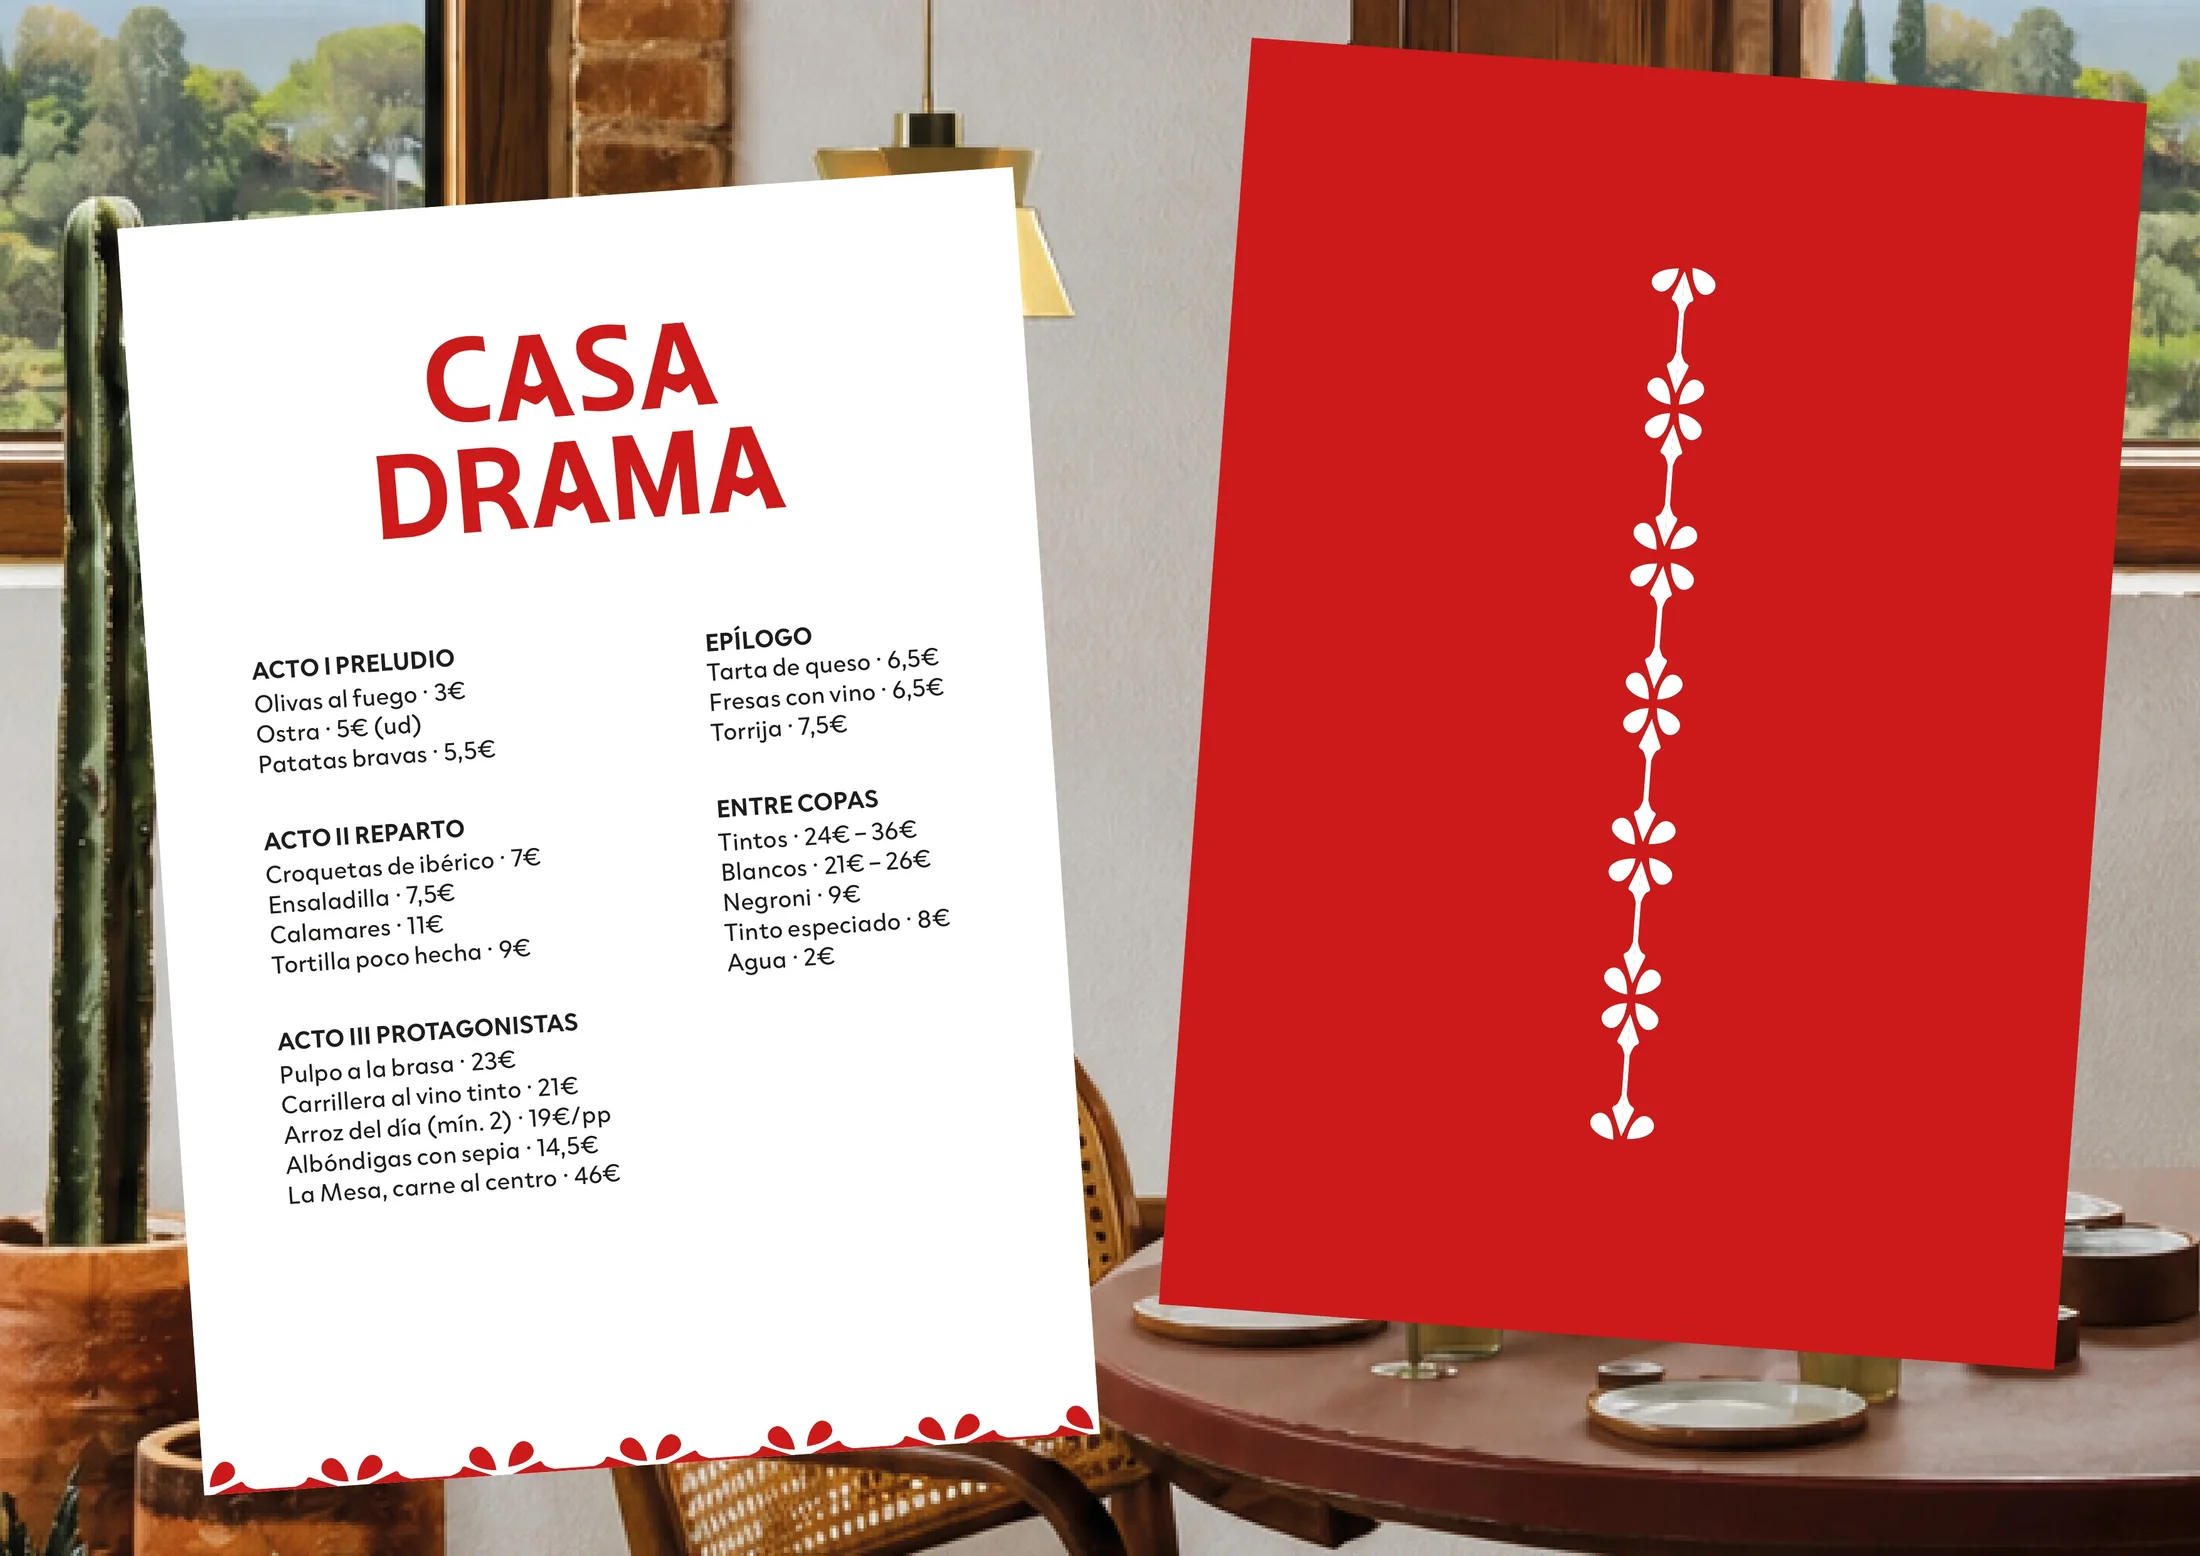 CASA
DRAMA
ACTO I PRELUDIO
Olivas al fuego · 3€
Ostra · 5€ (ud)
Patatas bravas · 5,5€
ACTO II REPARTO
Croquetas de ibérico · 7€
Ensaladilla · 7,5€
Calamares · 11€
Tortilla poco hecha · 9€
ACTO III PROTAGONISTAS
Pulpo a la brasa · 23€
Carrillera al vino tinto · 21€
Arroz del día (mín. 2) · 19€/pp
Albóndigas con sepia · 14,5€
La Mesa, carne al centro · 46€
EPÍLOGO
Tarta de queso · 6,5€
Fresas con vino · 6,5€
Torrija · 7,5€
ENTRE COPAS
Tintos · 24€ – 36€
Blancos · 21€ – 26€
Negroni · 9€
Tinto especiado · 8€
Agua · 2€